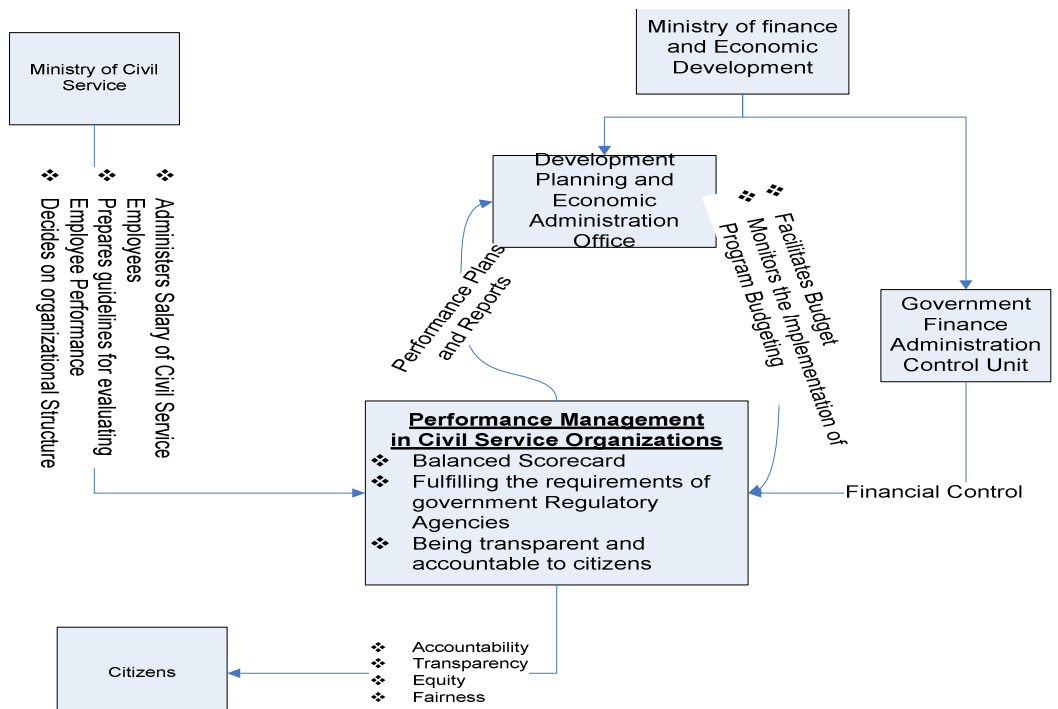 Ministry of Civil
Service
Ministry of finance
and Economic
Development
Development
Planning and
Economic
Administration
Office
❖ Administers Salary of Civil Service
Employees
❖ Prepares guidelines for evaluating
Employee Performance
❖ Decides on organizational Structure
Performance Plans
and Reports
❖ Facilitates Budget
❖ Monitors the Implementation of
Program Budgeting
Government
Finance
Administration
Control Unit
Performance Management
in Civil Service Organizations
❖ Balanced Scorecard
❖ Fulfilling the requirements of
government Regulatory
Agencies
❖ Being transparent and
accountable to citizens
Financial Control
Citizens
❖ Accountability
❖ Transparency
❖ Equity
❖ Fairness